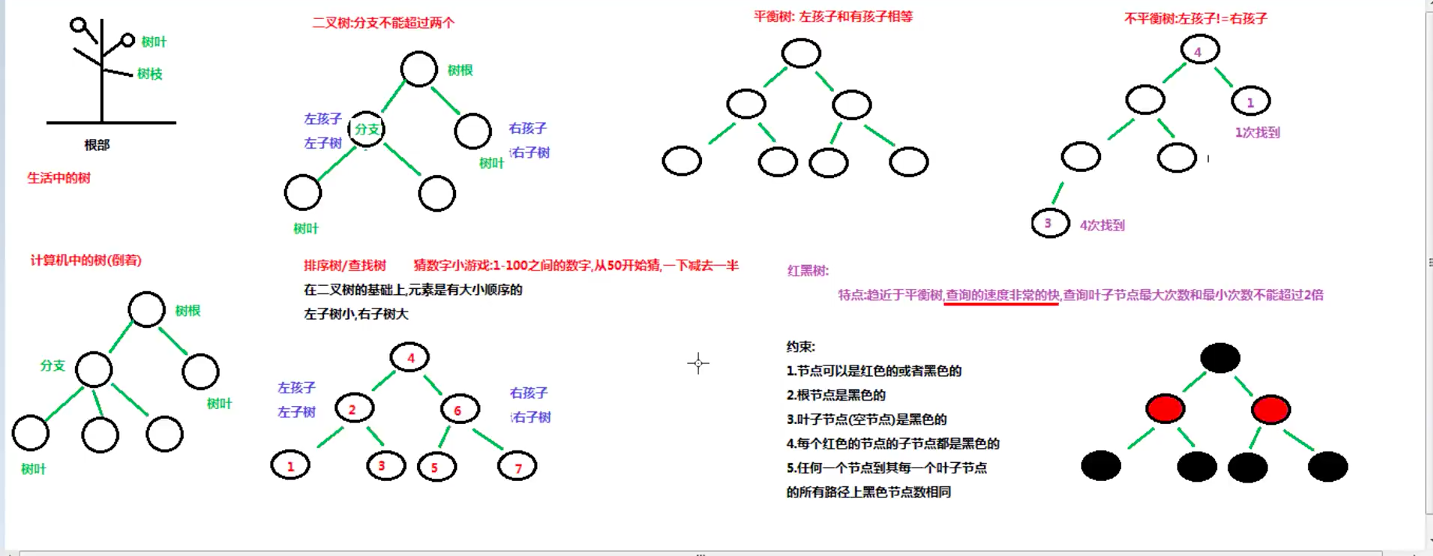 树叶
树枝
根部
生活中的树
二叉树:分支不能超过两个
树根
左孩子
左子树
分支
右孩子
右子树
树叶
树叶
平衡树: 左孩子和有孩子相等
不平衡树:左孩子!=右孩子
4
1
1次找到
3
4次找到
计算机中的树(倒着)
树根
分支
树叶
树叶
排序树/查找树 猜数字小游戏:1-100之间的数字,从50开始猜,一下减去一半
在二叉树的基础上,元素是有大小顺序的
左子树小,右子树大
4
左孩子
左子树
2
6
右孩子
右子树
1
3
5
7
红黑树:
特点:趋近于平衡树,查询的速度非常的快,查询叶子节点最大次数和最小次数不能超过2倍
约束:
1.节点可以是红色的或者黑色的
2.根节点是黑色的
3.叶子节点(空节点)是黑色的
4.每个红色的节点的子节点都是黑色的
5.任何一个节点到其每一个叶子节点
的所有路径上黑色节点数相同